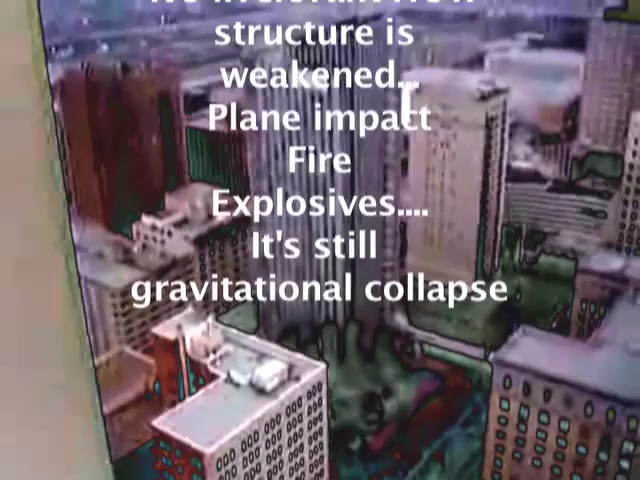 structure is
weakened...
Plane impact
Fire
Explosives....
It's still
gravitational collapse